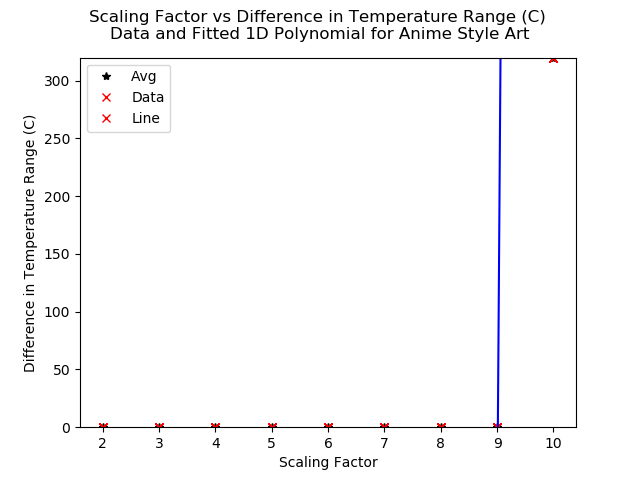 Scaling Factor vs Difference in Temperature Range (C)
Data and Fitted 1D Polynomial for Anime Style Art
Avg
Data
Line
300
250
200
150
100
50
0
Difference in Temperature Range (C)
2 3 4 5 6 7 8 9 10
Scaling Factor